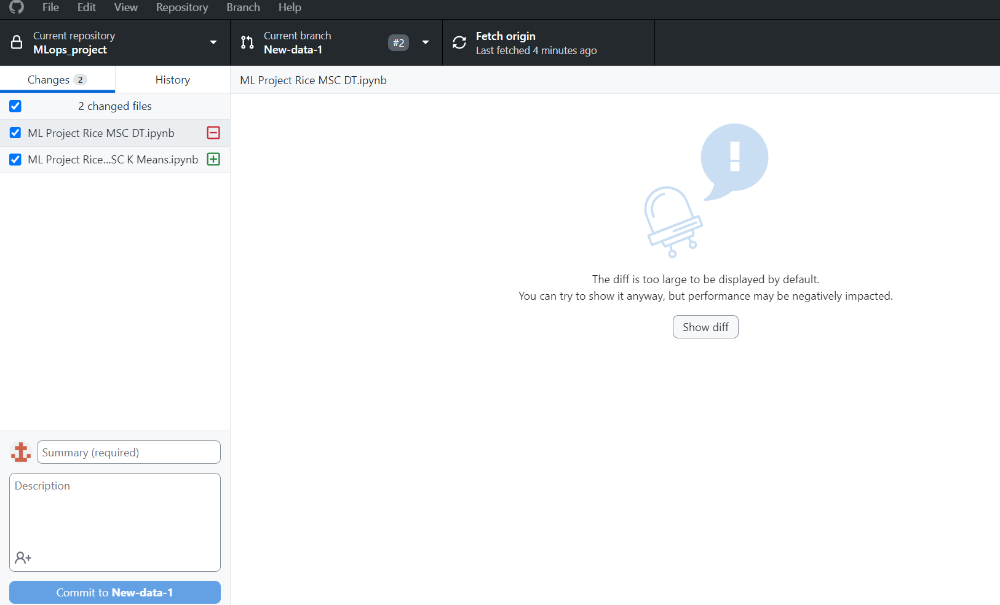 File Edit View Repository Branch Help
Current repository
MLops_project
Current branch
New-data-1
#2
Fetch origin
Last fetched 4 minutes ago
Changes 2
History
ML Project Rice MSC DT.ipynb
2 changed files
ML Project Rice MSC DT.ipynb
ML Project Rice...SC K Means.ipynb
The diff is too large to be displayed by default.
You can try to show it anyway, but performance may be negatively impacted.
Show diff
Summary (required)
Description
Commit to New-data-1